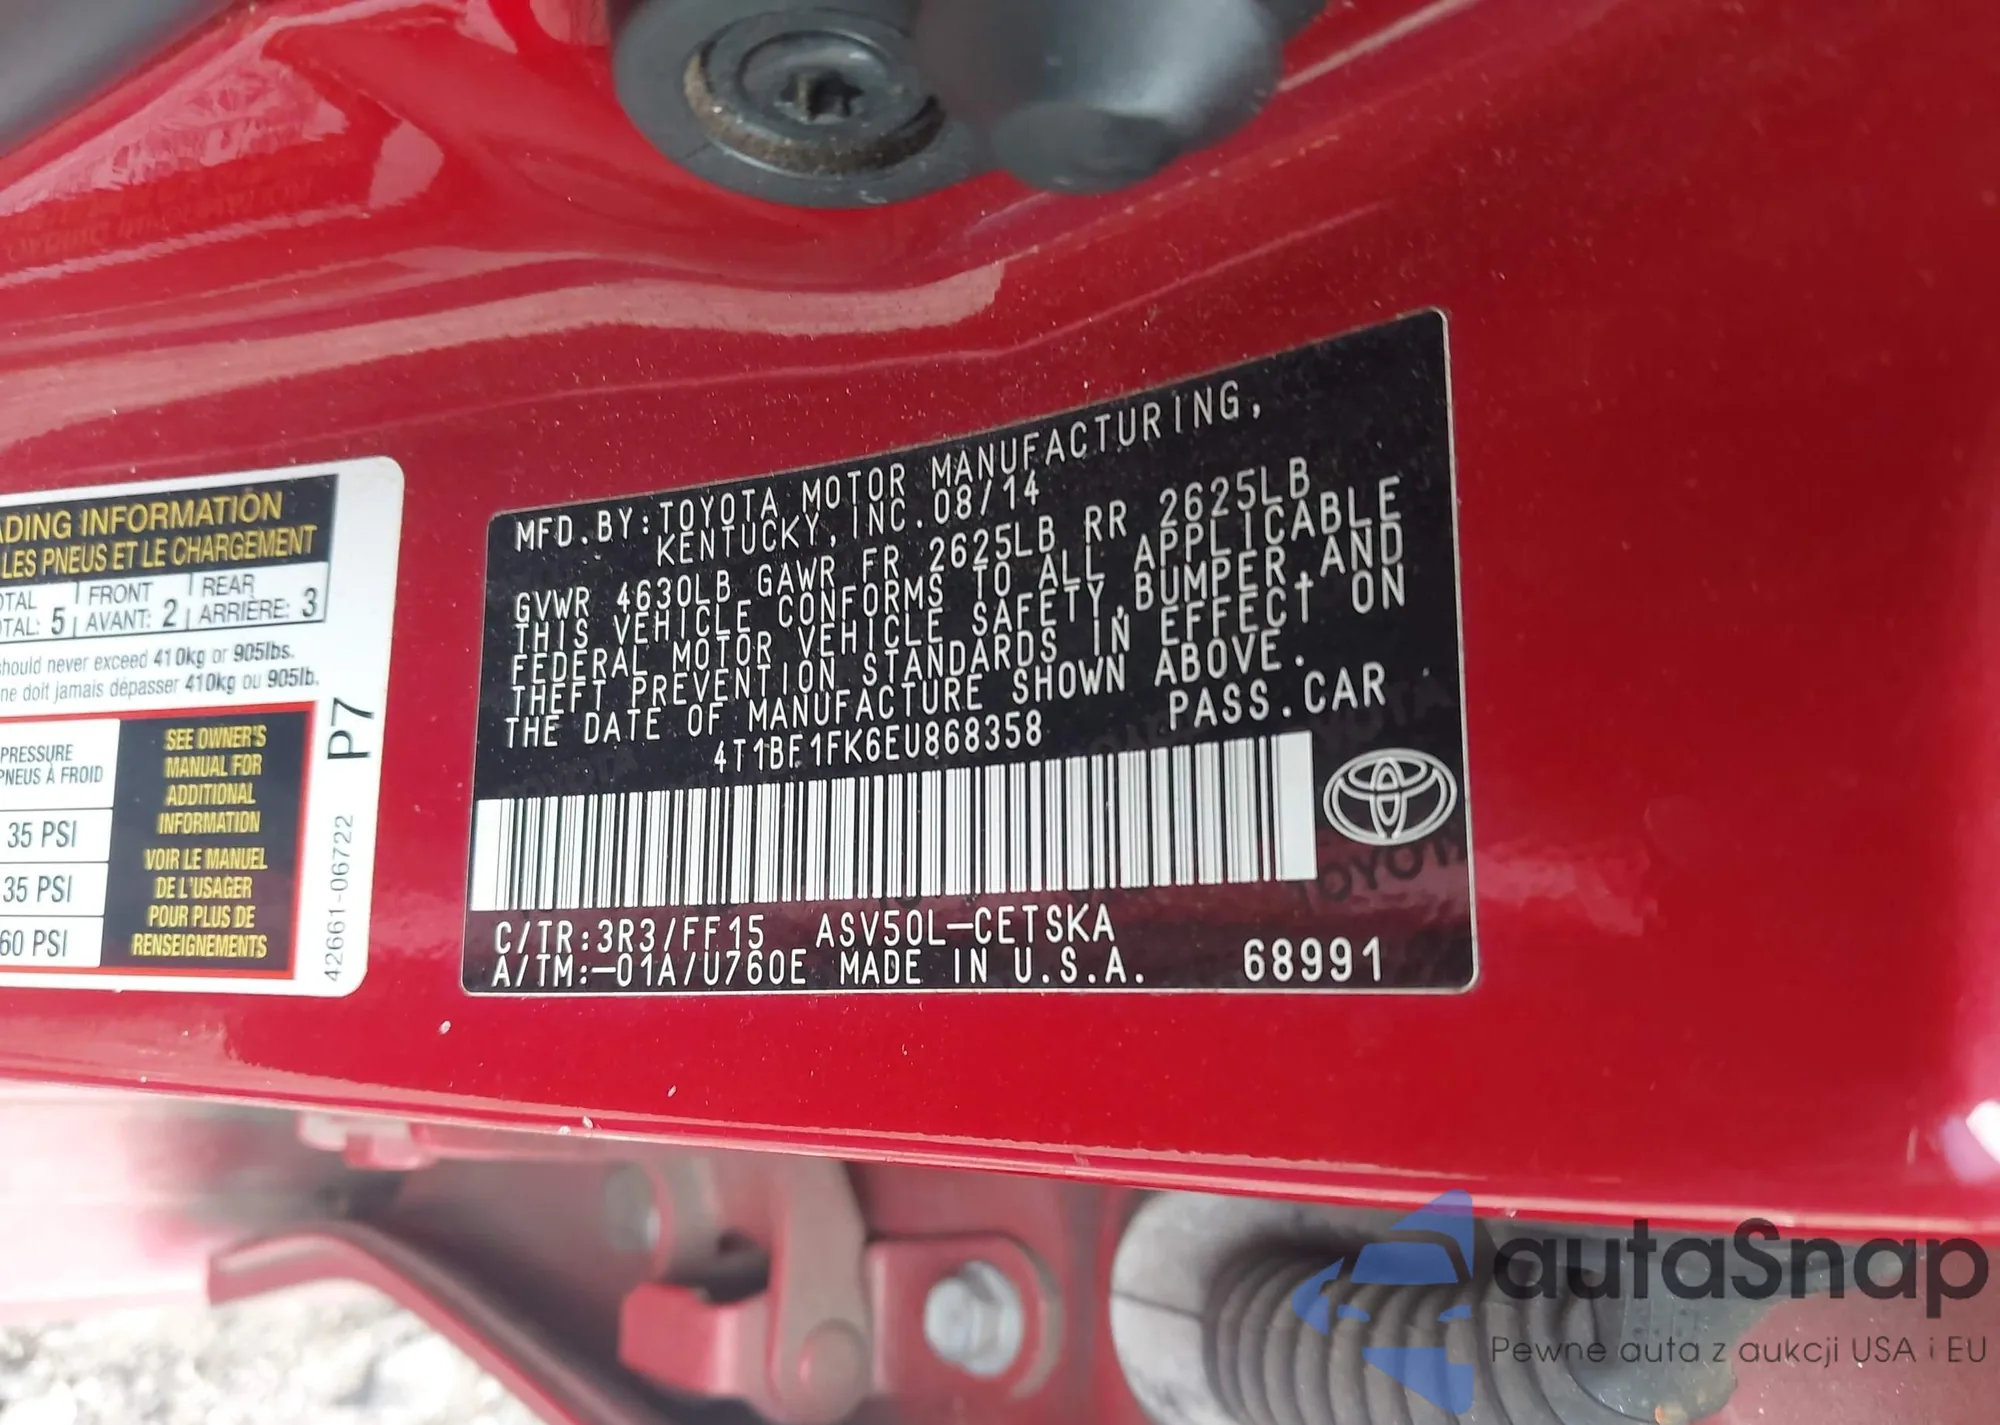 ADING INFORMATION
LES PNEUS ET LE CHARGEMENT
OTAL FRONT REAR
TAL: 5 AVANT: 2 ARRIÈRE: 3
should never exceed 410kg or 905lbs.
ne doit jamais dépasser 410kg ou 905lb.
PRESSURE
PNEUS À FROID
35 PSI
35 PSI
60 PSI
SEE OWNER'S
MANUAL FOR
ADDITIONAL
INFORMATION
VOIR LE MANUEL
DE L'USAGER
POUR PLUS DE
RENSEIGNEMENTS
P7
42661-06722
MFD.BY:TOYOTA MOTOR MANUFACTURING,
KENTUCKY, INC.08/14
GVWR 4630LB GAWR FR 2625LB RR 2625LB
THIS VEHICLE CONFORMS TO ALL APPLICABLE
FEDERAL MOTOR VEHICLE SAFETY,BUMPER,AND
THEFT PREVENTION STANDARDS IN EFFECT ON
THE DATE OF MANUFACTURE SHOWN ABOVE.
4T1BF1FK6EU868358 PASS.CAR
TOYOTA
C/TR:3R3/FF15 ASV50L-CETSKA
A/TM:-01A/U760E MADE IN U.S.A. 68991
autaSnap
Pewne auta z aukcji USA i EU